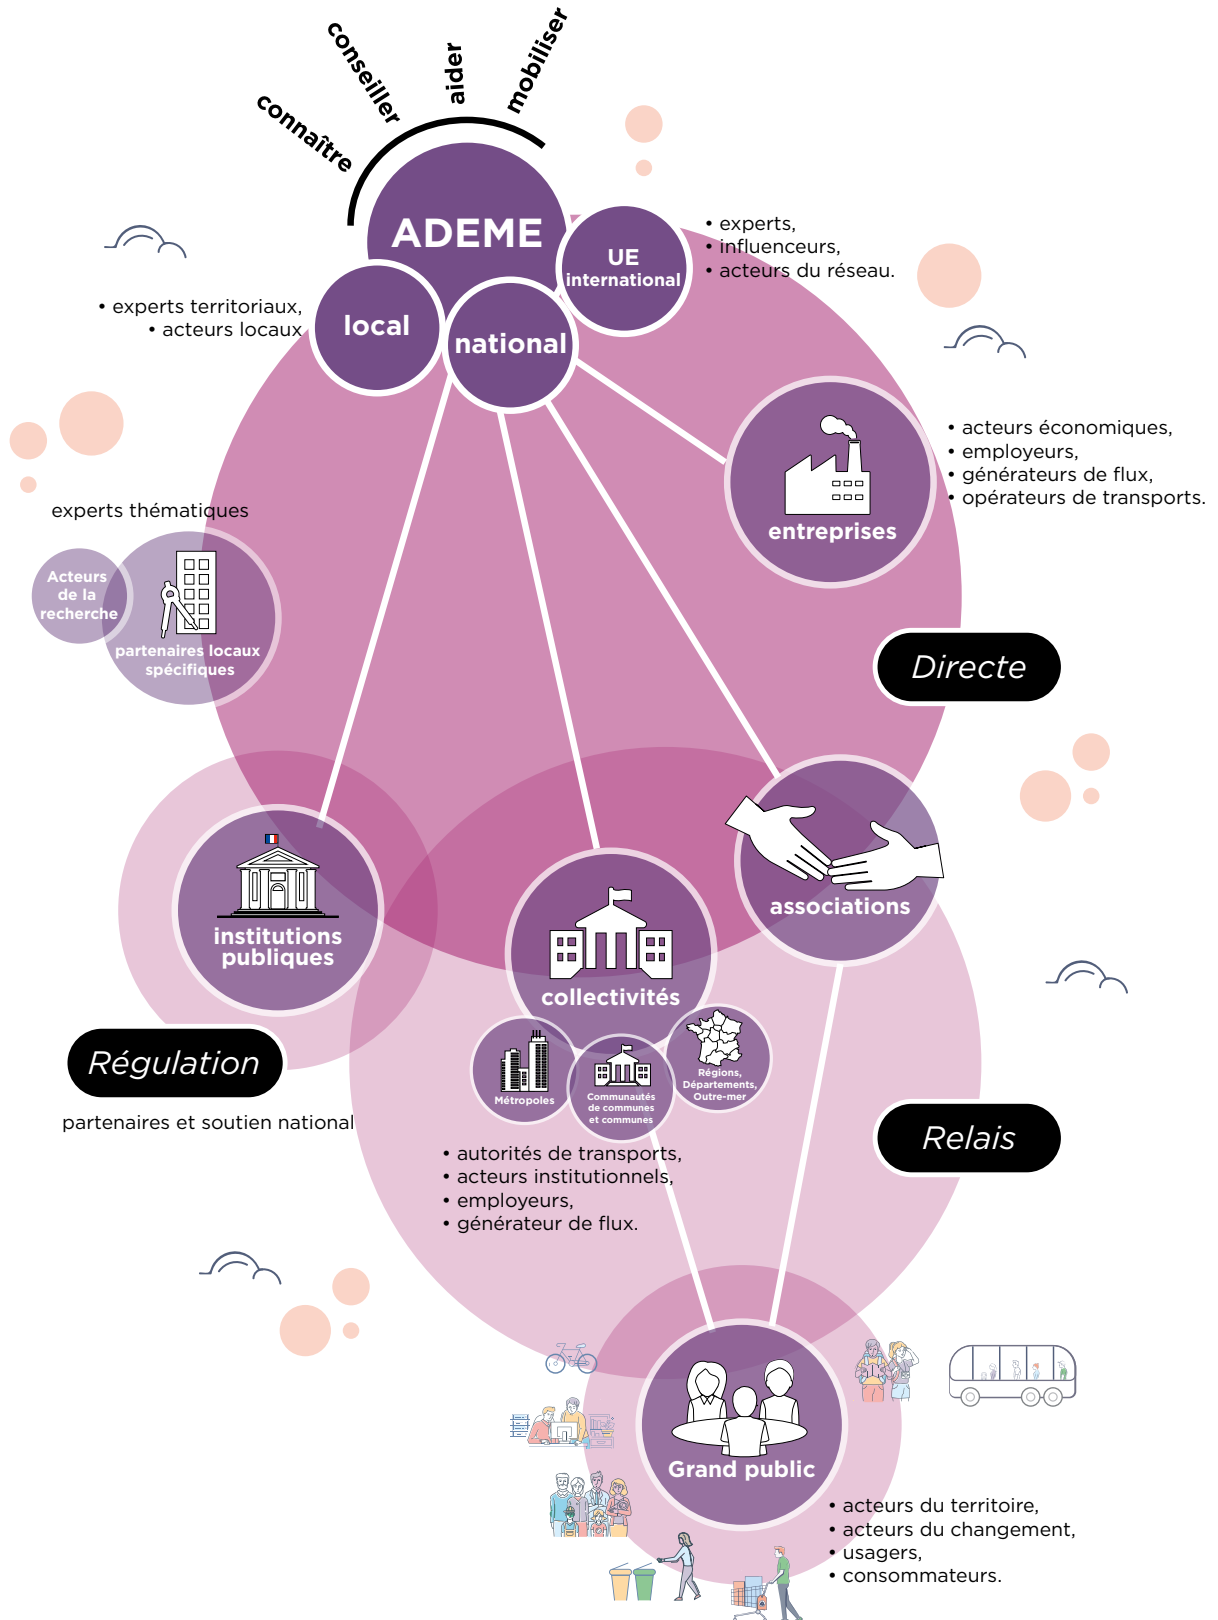 connaître
conseiller
aider
mobiliser
ADEME
UE
international
• experts,
• influenceurs,
• acteurs du réseau.
• experts territoriaux,
• acteurs locaux
local
national
• acteurs économiques,
• employeurs,
• générateurs de flux,
• opérateurs de transports.
entreprises
experts thématiques
Acteurs
de la
recherche
partenaires locaux
spécifiques
Directe
associations
institutions
publiques
collectivités
Régulation
partenaires et soutien national
Métropoles
Communautés
de communes
et communes
Régions,
Départements,
Outre-mer
Relais
• autorités de transports,
• acteurs institutionnels,
• employeurs,
• générateur de flux.
Grand public
• acteurs du territoire,
• acteurs du changement,
• usagers,
• consommateurs.